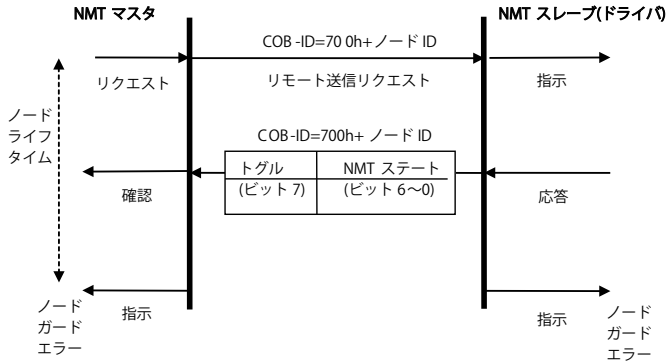 NMT マスタ
NMT スレーブ(ドライバ)
COB -ID=70 0h+ ノード ID
リクエスト
リモート送信リクエスト
指示
ノード
ライフ
タイム
COB -ID=700h+ ノード ID
トグル
(ビット 7)
NMT ステート
(ビット 6〜0)
確認
応答
指示
指示
ノード
ガード
エラー
ノード
ガード
エラー